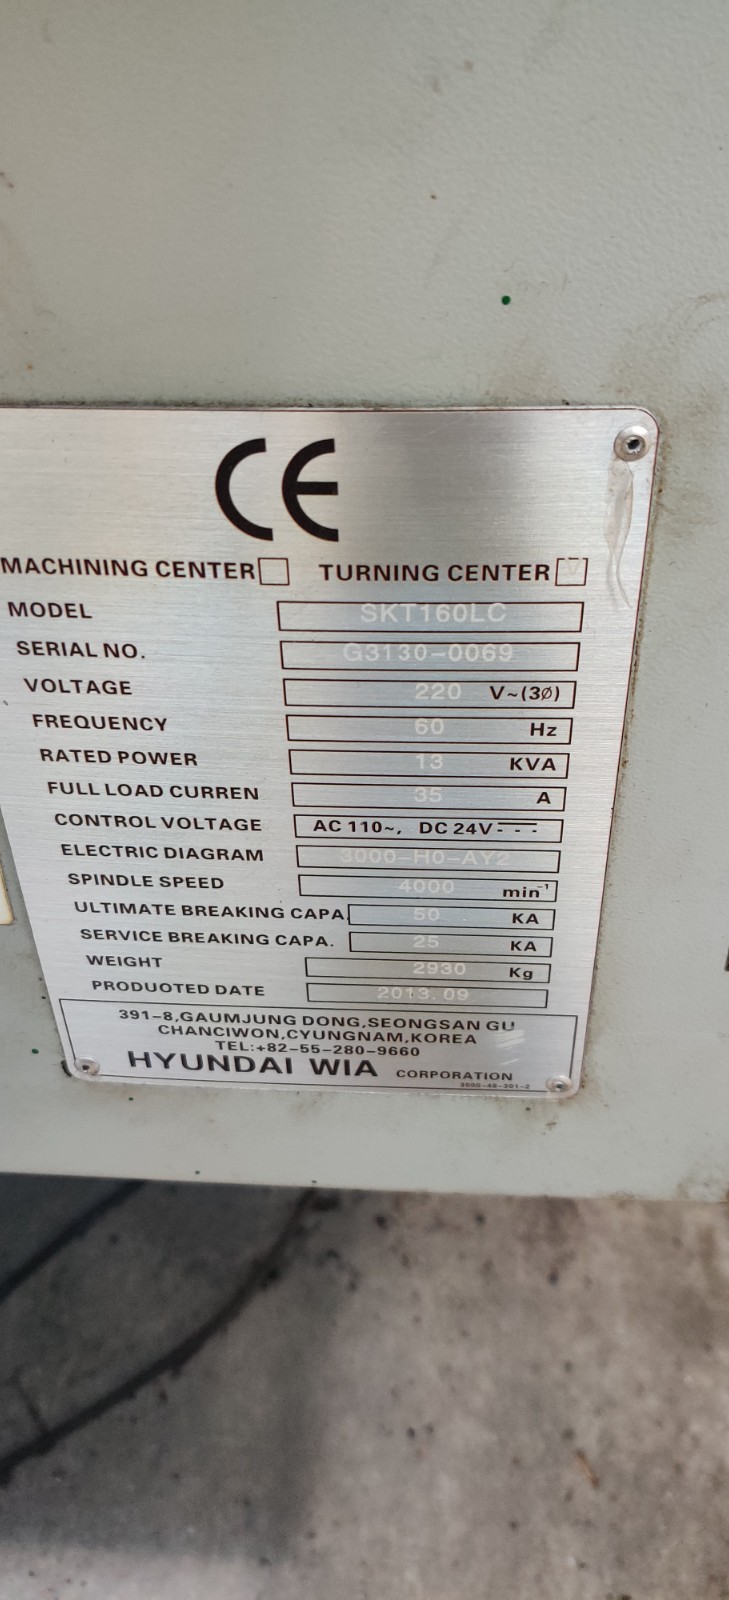 CE
MACHINING CENTER TURNING CENTER V
MODEL SKT160LC
SERIAL NO. G3130-0069
VOLTAGE 220 V~(3Ø)
FREQUENCY 60 Hz
RATED POWER 13 KVA
FULL LOAD CURREN 35 A
CONTROL VOLTAGE AC 110~, DC 24V⎓
ELECTRIC DIAGRAM 3000-H0-AY2
SPINDLE SPEED 4000 min⁻¹
ULTIMATE BREAKING CAPA. 50 KA
SERVICE BREAKING CAPA. 25 KA
WEIGHT 2930 Kg
PRODUOTED DATE 2013.09
391-8,GAUMJUNG DONG,SEONGSAN GU
CHANCIWON,CYUNGNAM,KOREA
TEL:+82-55-280-9660
HYUNDAI WIA CORPORATION